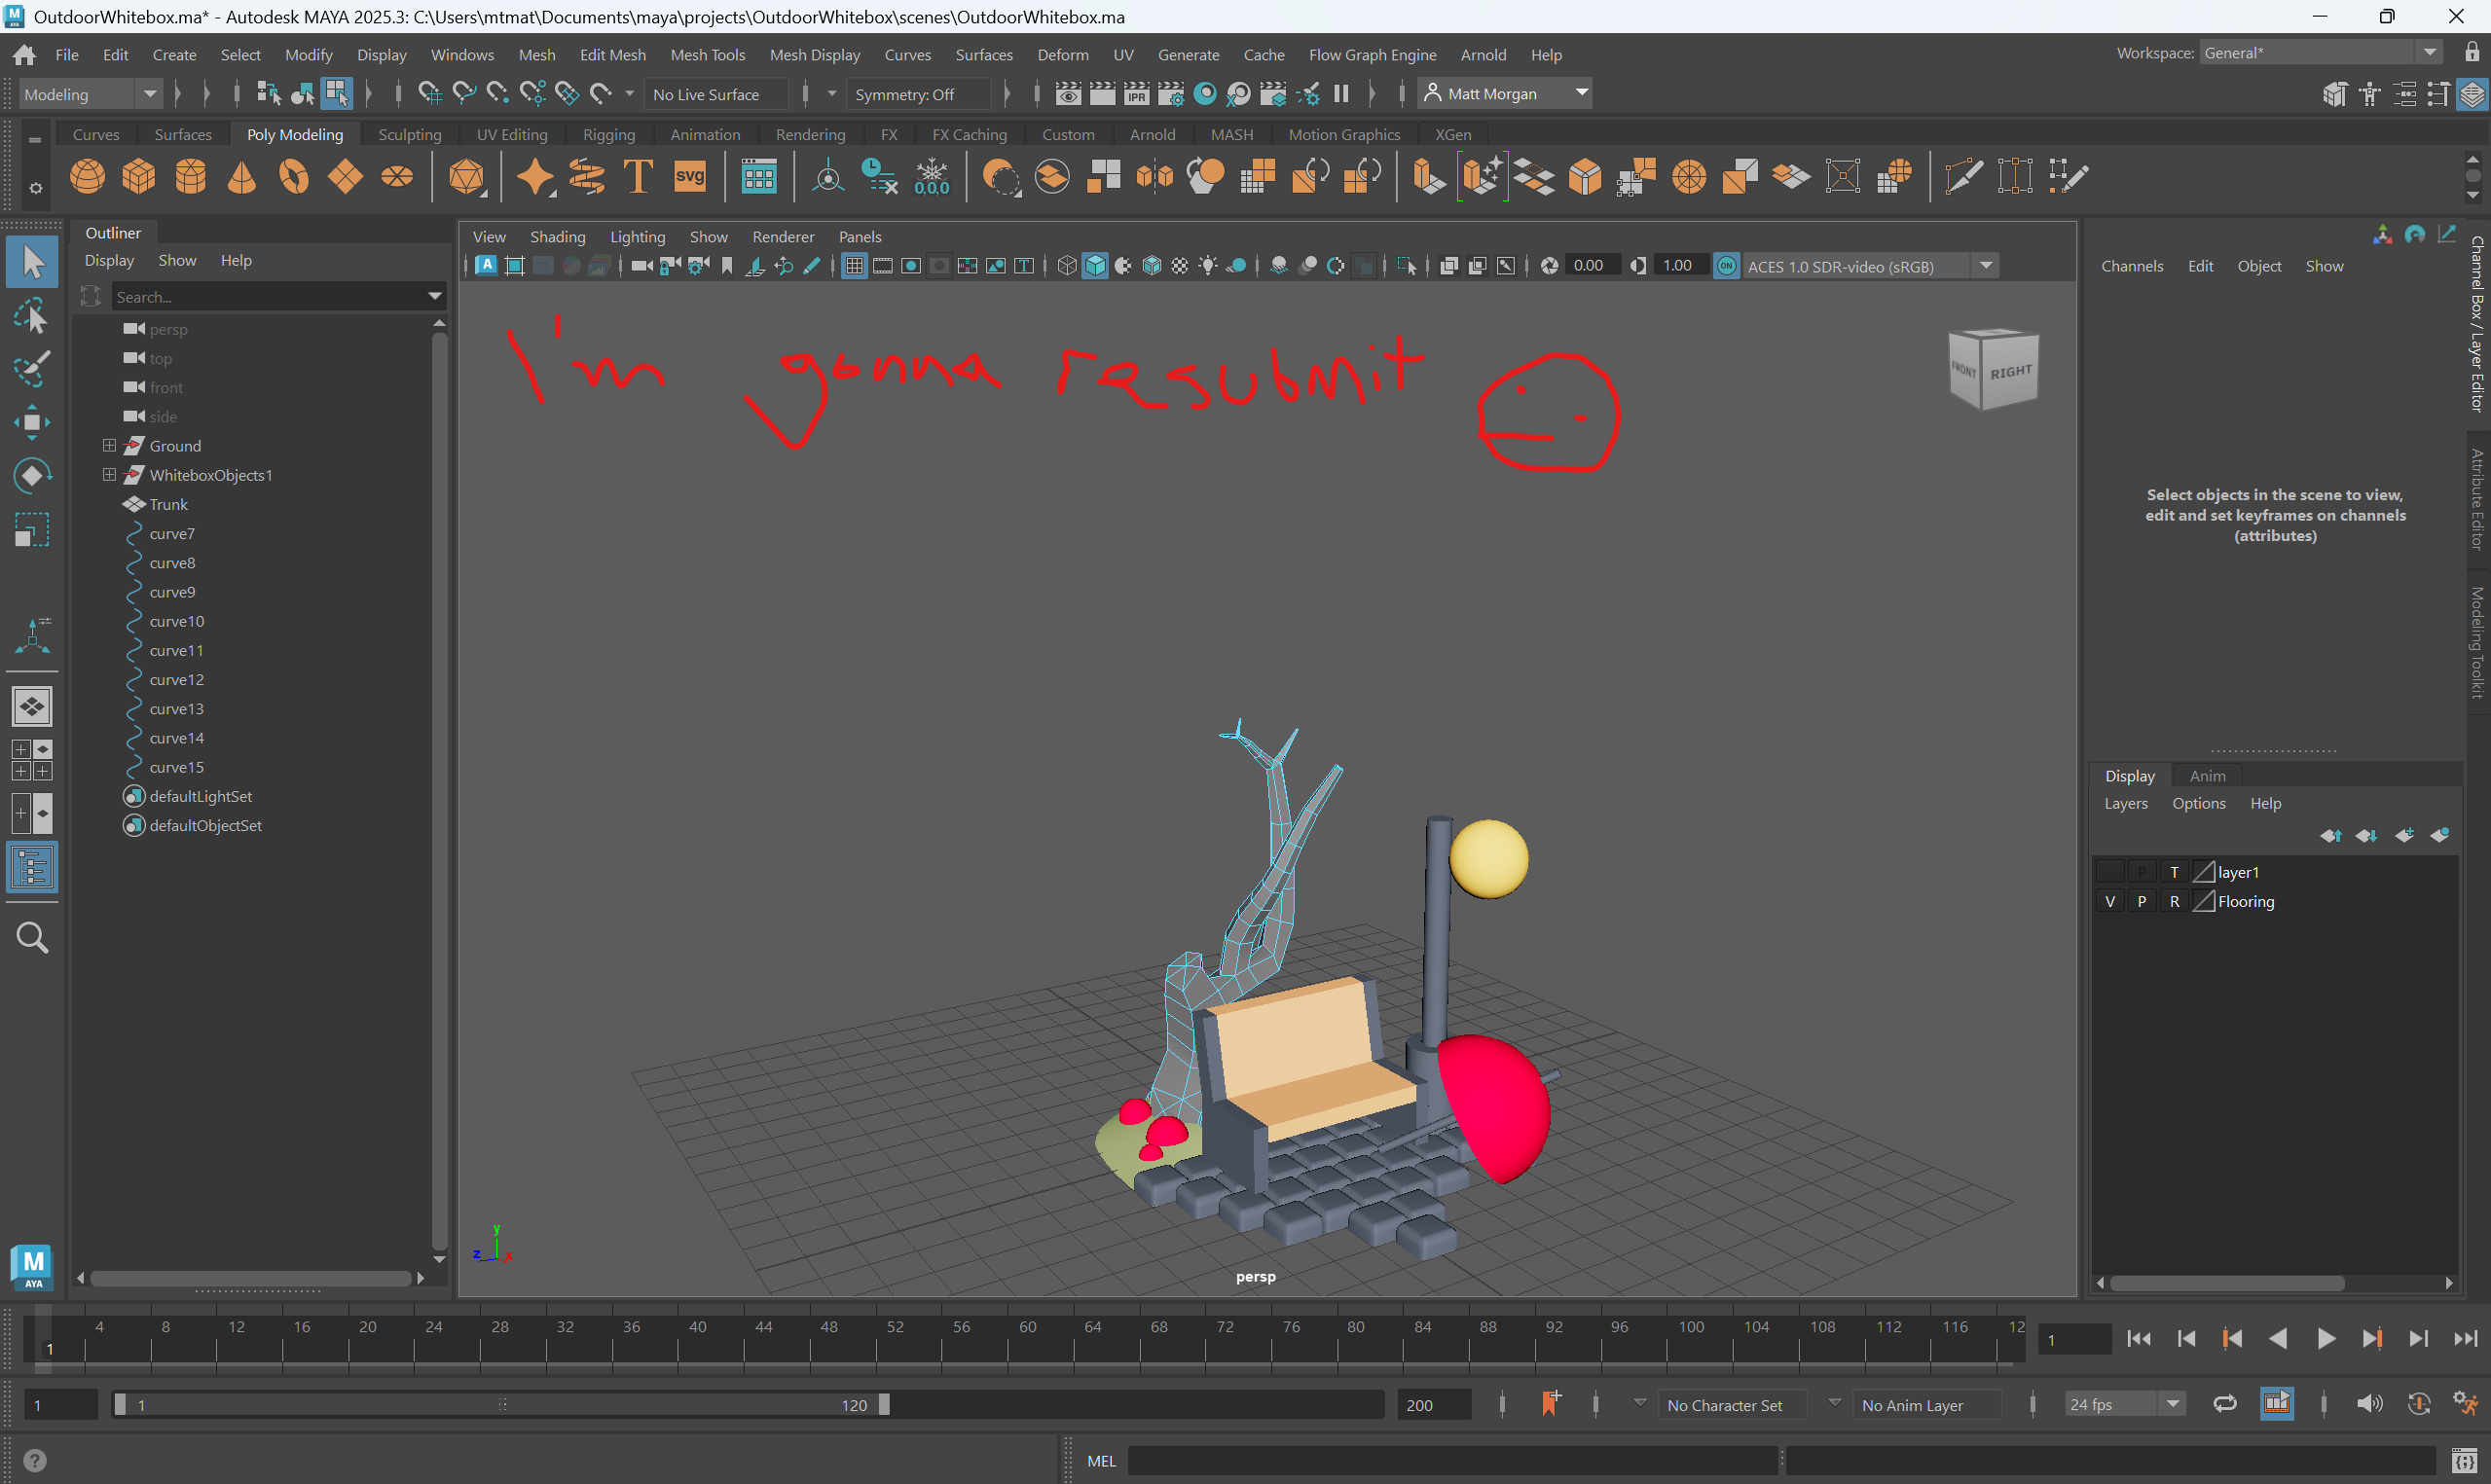 OutdoorWhitebox.ma* - Autodesk MAYA 2025.3: C:\Users\mtmat\Documents\maya\projects\OutdoorWhitebox\scenes\OutdoorWhitebox.ma
File Edit Create Select Modify Display Windows Mesh Edit Mesh Mesh Tools Mesh Display Curves Surfaces Deform UV Generate Cache Flow Graph Engine Arnold Help
Workspace: General*
Modeling No Live Surface Symmetry: Off IPR Matt Morgan
Curves Surfaces Poly Modeling Sculpting UV Editing Rigging Animation Rendering FX FX Caching Custom Arnold MASH Motion Graphics XGen
T svg 0,0,0
Outliner
Display Show Help
Search...
persp
top
front
side
Ground
WhiteboxObjects1
Trunk
curve7
curve8
curve9
curve10
curve11
curve12
curve13
curve14
curve15
defaultLightSet
defaultObjectSet
View Shading Lighting Show Renderer Panels
0.00 1.00 ON ACES 1.0 SDR-video (sRGB)
I'm gonna resubmit
FRONT RIGHT
y
z x
persp
Channels Edit Object Show
Select objects in the scene to view,
edit and set keyframes on channels
(attributes)
Channel Box / Layer Editor
Attribute Editor
Modeling Toolkit
Display Anim
Layers Options Help
P T layer1
V P R Flooring
M
AYA
4 8 12 16 20 24 28 32 36 40 44 48 52 56 60 64 68 72 76 80 84 88 92 96 100 104 108 112 116 12
1
1
1 1 120 200 No Character Set No Anim Layer 24 fps
MEL